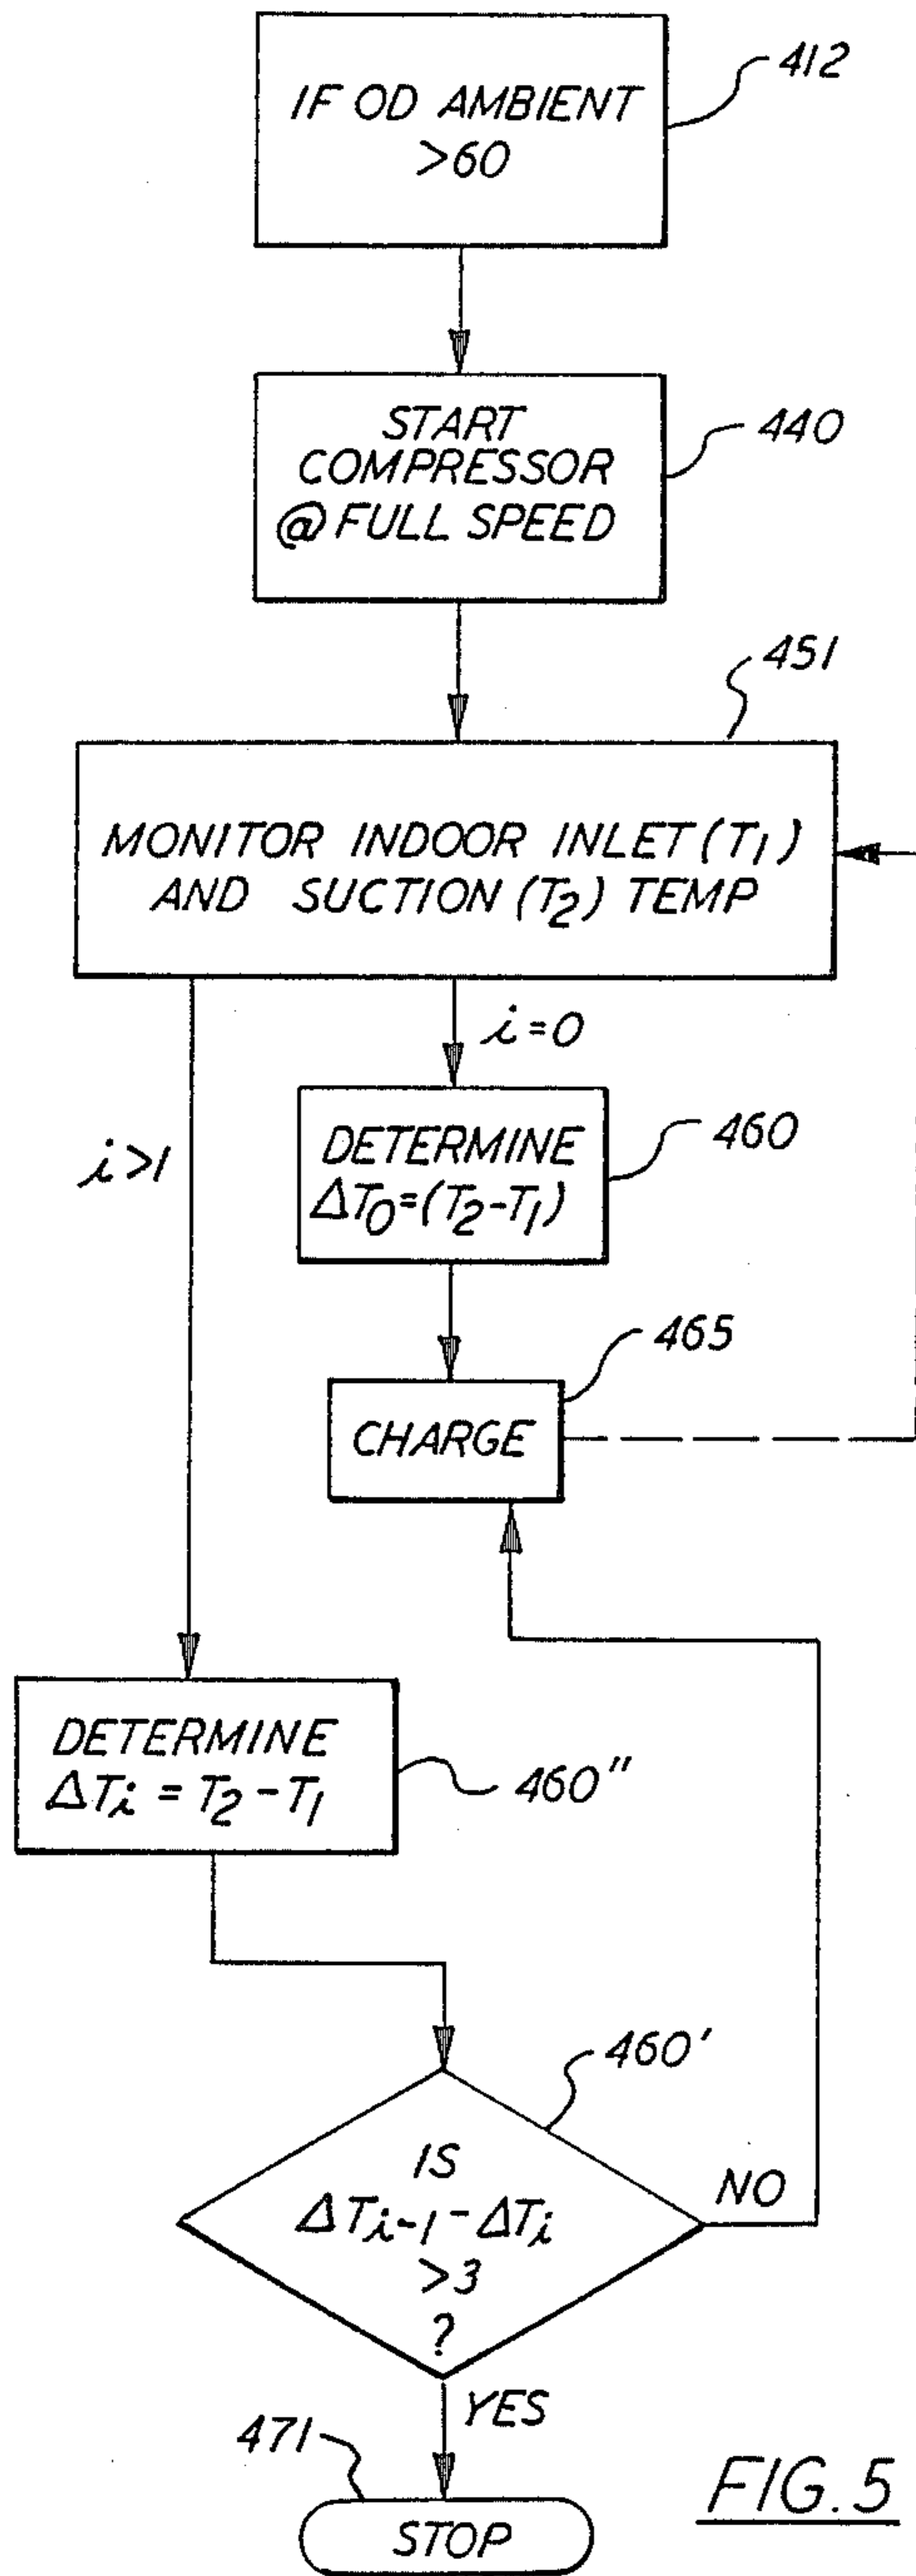 IF OD AMBIENT
>60
412
START
COMPRESSOR
@ FULL SPEED
440
451
MONITOR INDOOR INLET (T1)
AND SUCTION (T2) TEMP
i=0
i>1
DETERMINE
ΔT0=(T2-T1)
460
465
CHARGE
DETERMINE
ΔTi = T2-T1
460''
460'
IS
ΔTi-1-ΔTi
>3
?
NO
YES
471
STOP
FIG. 5